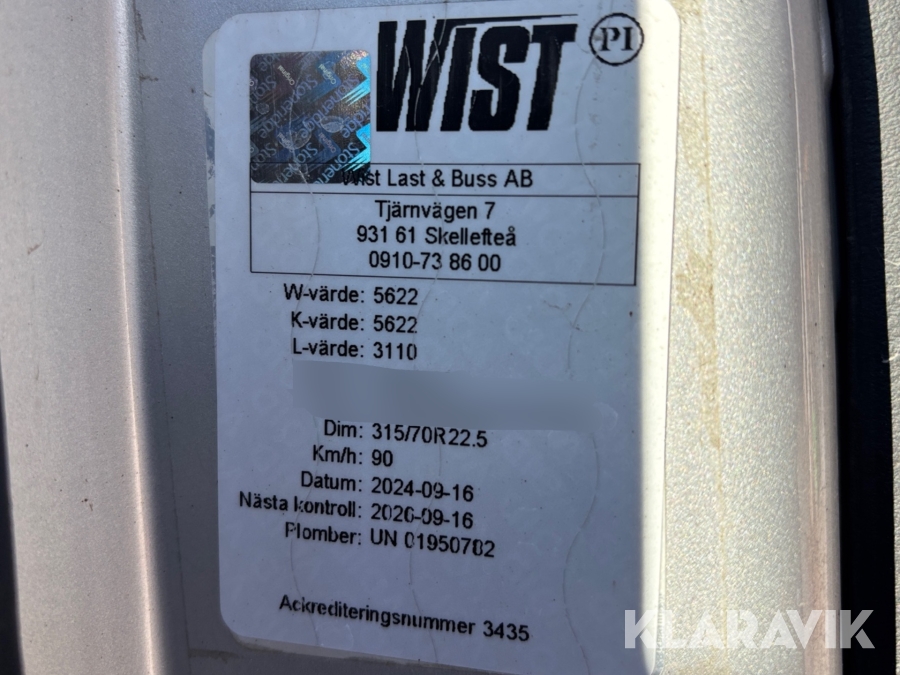 WIST
PI
Stoneridge
Wist Last & Buss AB
Tjärnvägen 7
931 61 Skellefteå
0910-73 86 00
W-värde: 5622
K-värde: 5622
L-värde: 3110
Dim: 315/70R22.5
Km/h: 90
Datum: 2024-09-16
Nästa kontroll: 2026-09-16
Plomber: UN 01950782
Ackrediteringsnummer 3435
KLARAVIK